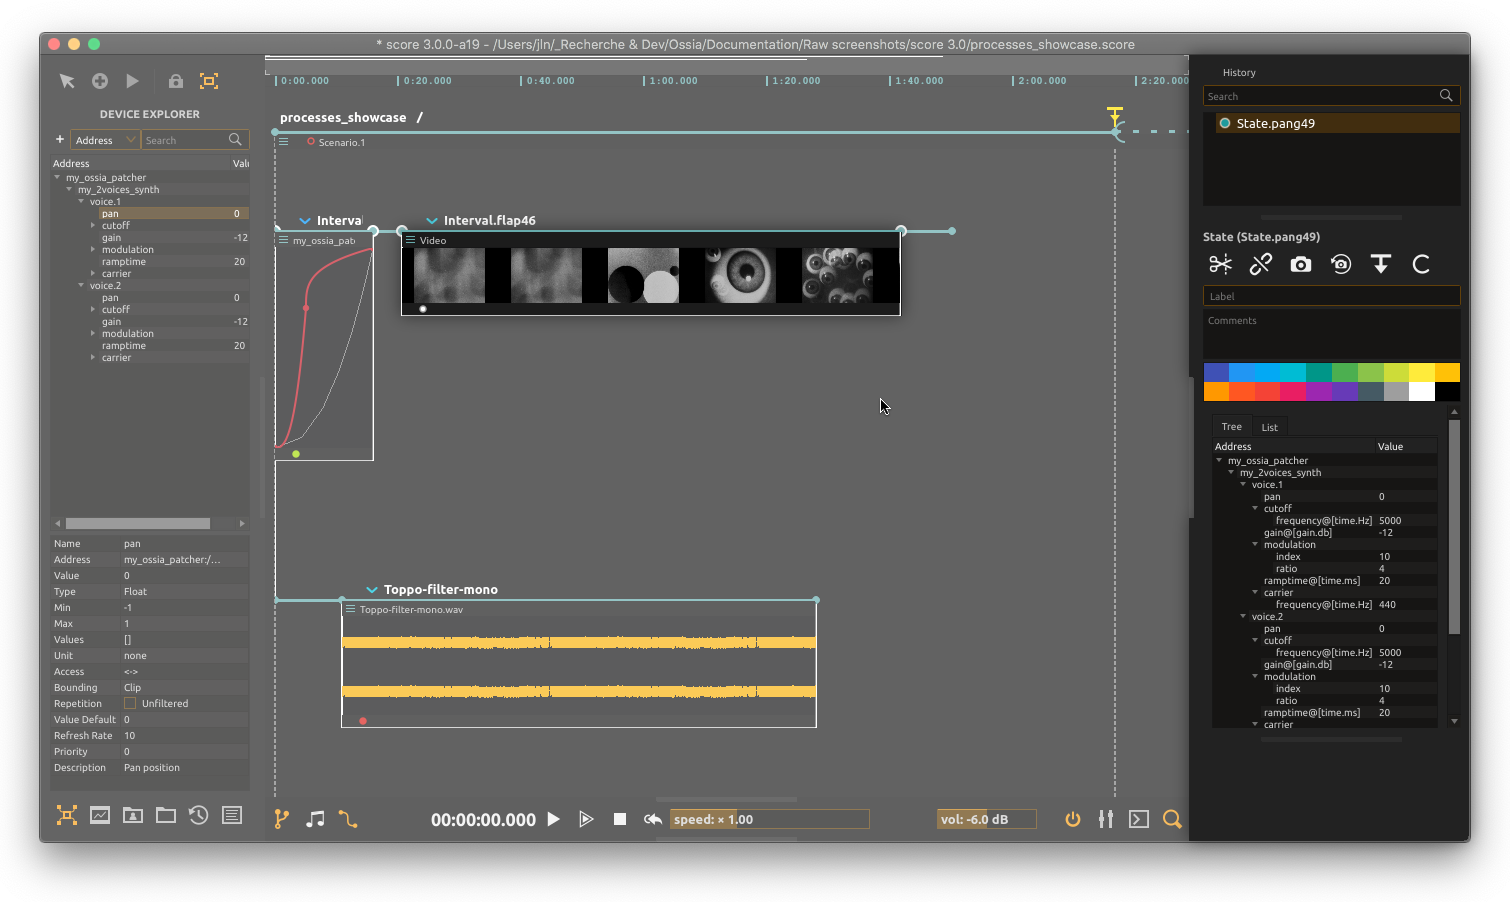 * score 3.0.0-a19 - /Users/jln/_Recherche & Dev/Ossia/Documentation/Raw screenshots/score 3.0/processes_showcase.score
DEVICE EXPLORER
+ Address Search
Address Valu
my_ossia_patcher
my_2voices_synth
voice.1
pan 0
cutoff
gain -12
modulation
ramptime 20
carrier
voice.2
pan 0
cutoff
gain -12
modulation
ramptime 20
carrier
Name pan
Address my_ossia_patcher:/...
Value 0
Type Float
Min -1
Max 1
Values []
Unit none
Access <->
Bounding Clip
Repetition Unfiltered
Value Default 0
Refresh Rate 10
Priority 0
Description Pan position
0:00.000 0:20.000 0:40.000 1:00.000 1:20.000 1:40.000 2:00.000 2:20.000
processes_showcase /
Scenario.1
Interva
my_ossia_patc
Interval.flap46
Video
Toppo-filter-mono
Toppo-filter-mono.wav
00:00:00.000 speed: × 1.00 vol: -6.0 dB
History
Search
State.pang49
State (State.pang49)
Label
Comments
Tree List
Address Value
my_ossia_patcher
my_2voices_synth
voice.1
pan 0
cutoff
frequency@[time.Hz] 5000
gain@[gain.db] -12
modulation
index 10
ratio 4
ramptime@[time.ms] 20
carrier
frequency@[time.Hz] 440
voice.2
pan 0
cutoff
frequency@[time.Hz] 5000
gain@[gain.db] -12
modulation
index 10
ratio 4
ramptime@[time.ms] 20
carrier